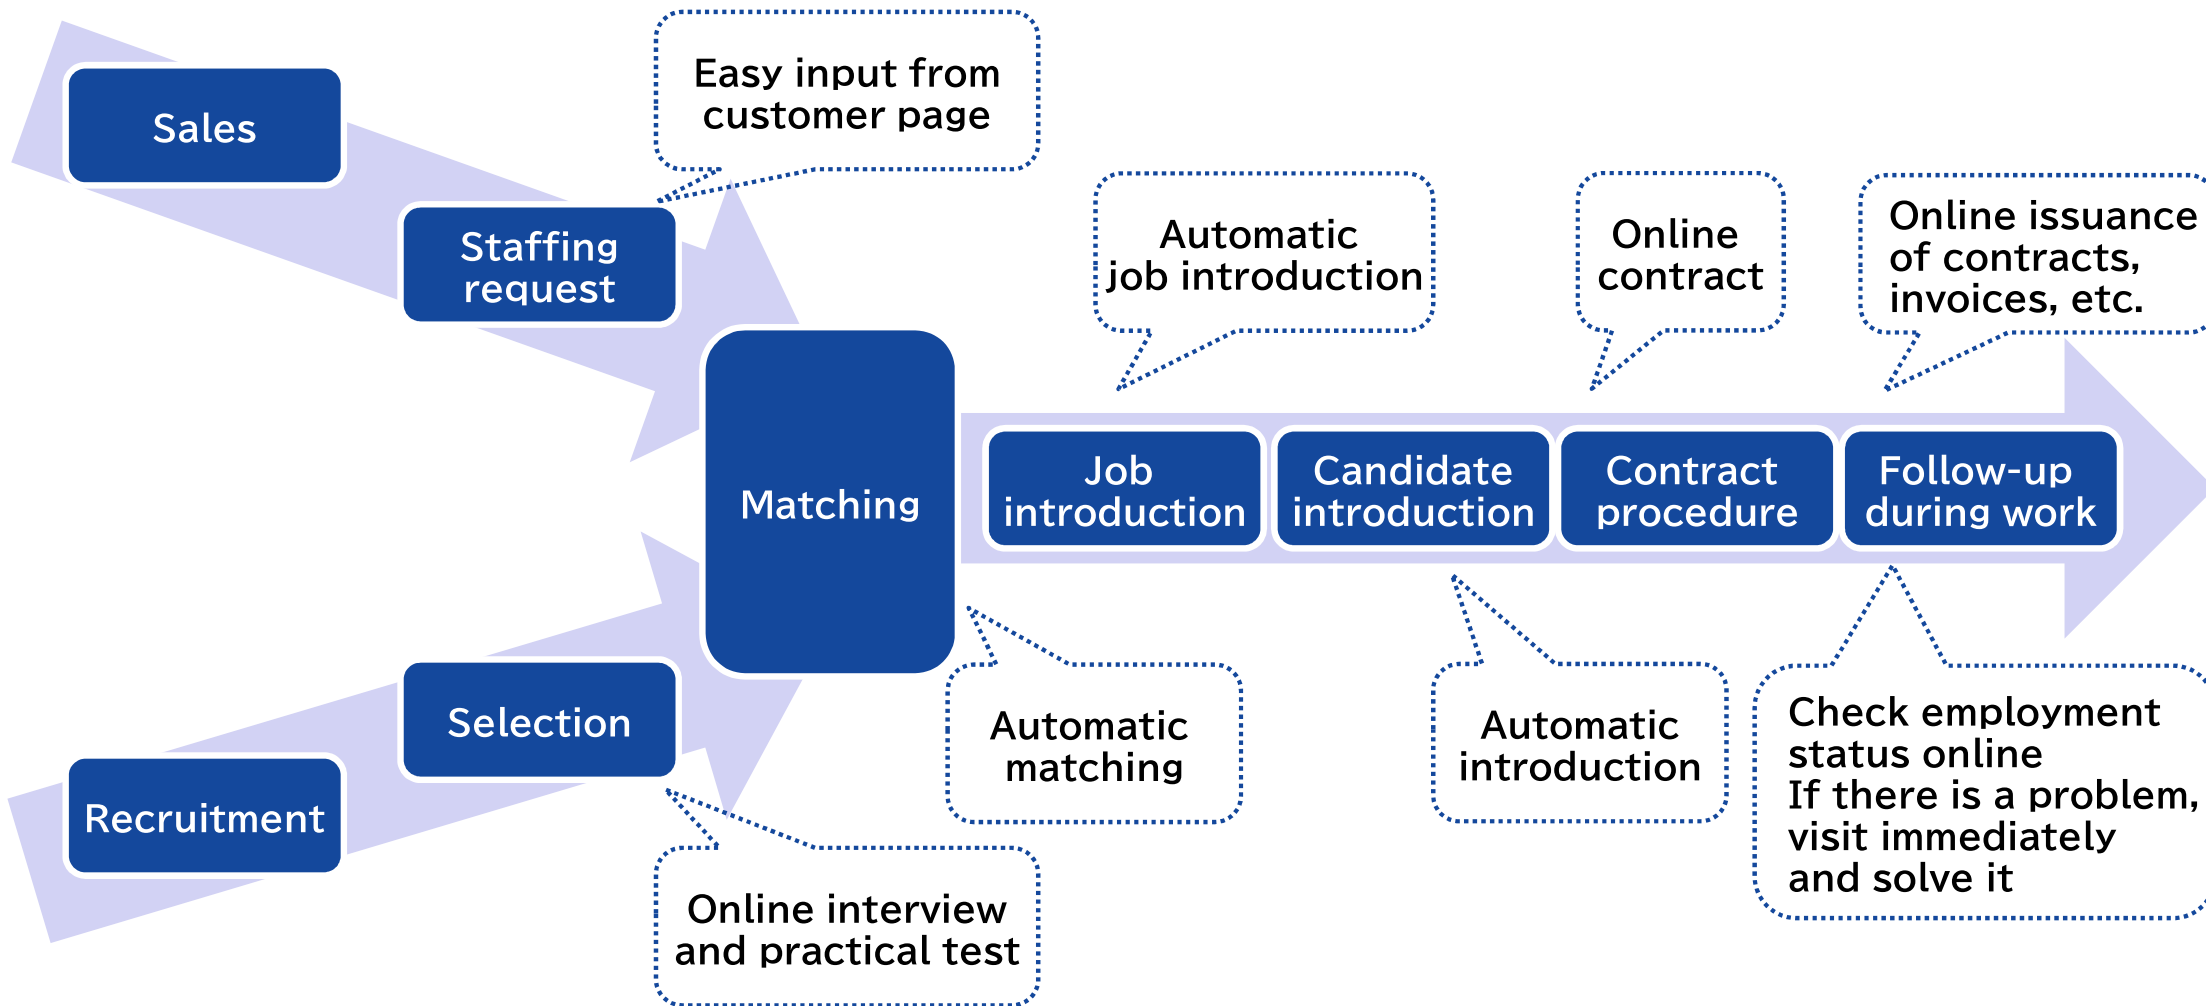 Sales
Easy input from
customer page
Staffing
request
Matching
Recruitment
Selection
Online interview
and practical test
Automatic
matching
Automatic
job introduction
Job
introduction
Candidate
introduction
Automatic
introduction
Online
contract
Contract
procedure
Online issuance
of contracts,
invoices, etc.
Follow-up
during work
Check employment
status online
If there is a problem,
visit immediately
and solve it